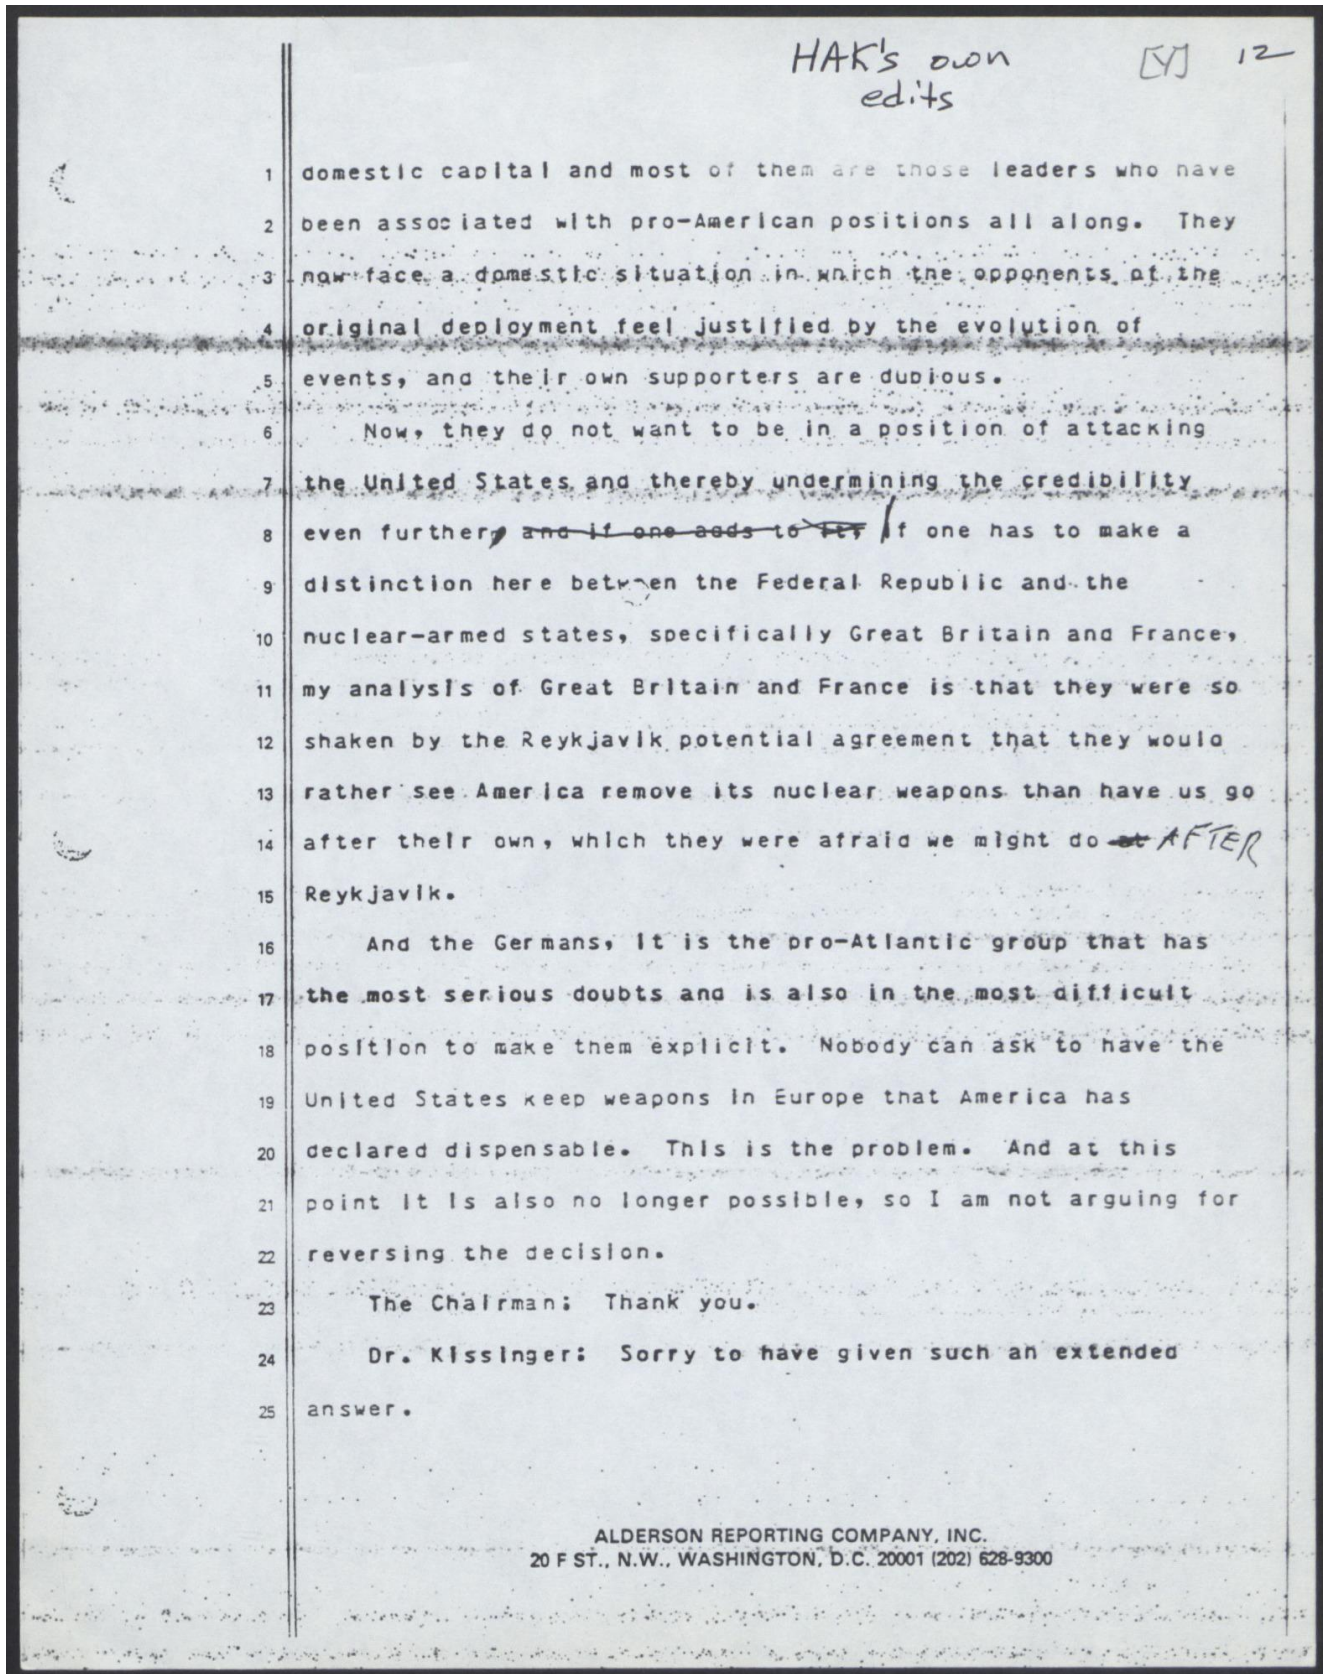 HAK's own [Y] 12
edits
1 domestic capital and most of them are those leaders who have
2 been associated with pro-American positions all along. They
3 now face a domestic situation in which the opponents of the
4 original deployment feel justified by the evolution of
5 events, and their own supporters are dubious.
6 Now, they do not want to be in a position of attacking
7 the United States and thereby undermining the credibility
8 even further, and if one adds to it, If one has to make a
9 distinction here between the Federal Republic and the
10 nuclear-armed states, specifically Great Britain and France,
11 my analysis of Great Britain and France is that they were so
12 shaken by the Reykjavik potential agreement that they would
13 rather see America remove its nuclear weapons than have us go
14 after their own, which they were afraid we might do at AFTER
15 Reykjavik.
16 And the Germans, it is the pro-Atlantic group that has
17 the most serious doubts and is also in the most difficult
18 position to make them explicit. Nobody can ask to have the
19 United States keep weapons in Europe that America has
20 declared dispensable. This is the problem. And at this
21 point it is also no longer possible, so I am not arguing for
22 reversing the decision.
23 The Chairman: Thank you.
24 Dr. Kissinger: Sorry to have given such an extended
25 answer.
ALDERSON REPORTING COMPANY, INC.
20 F ST., N.W., WASHINGTON, D.C. 20001 (202) 628-9300